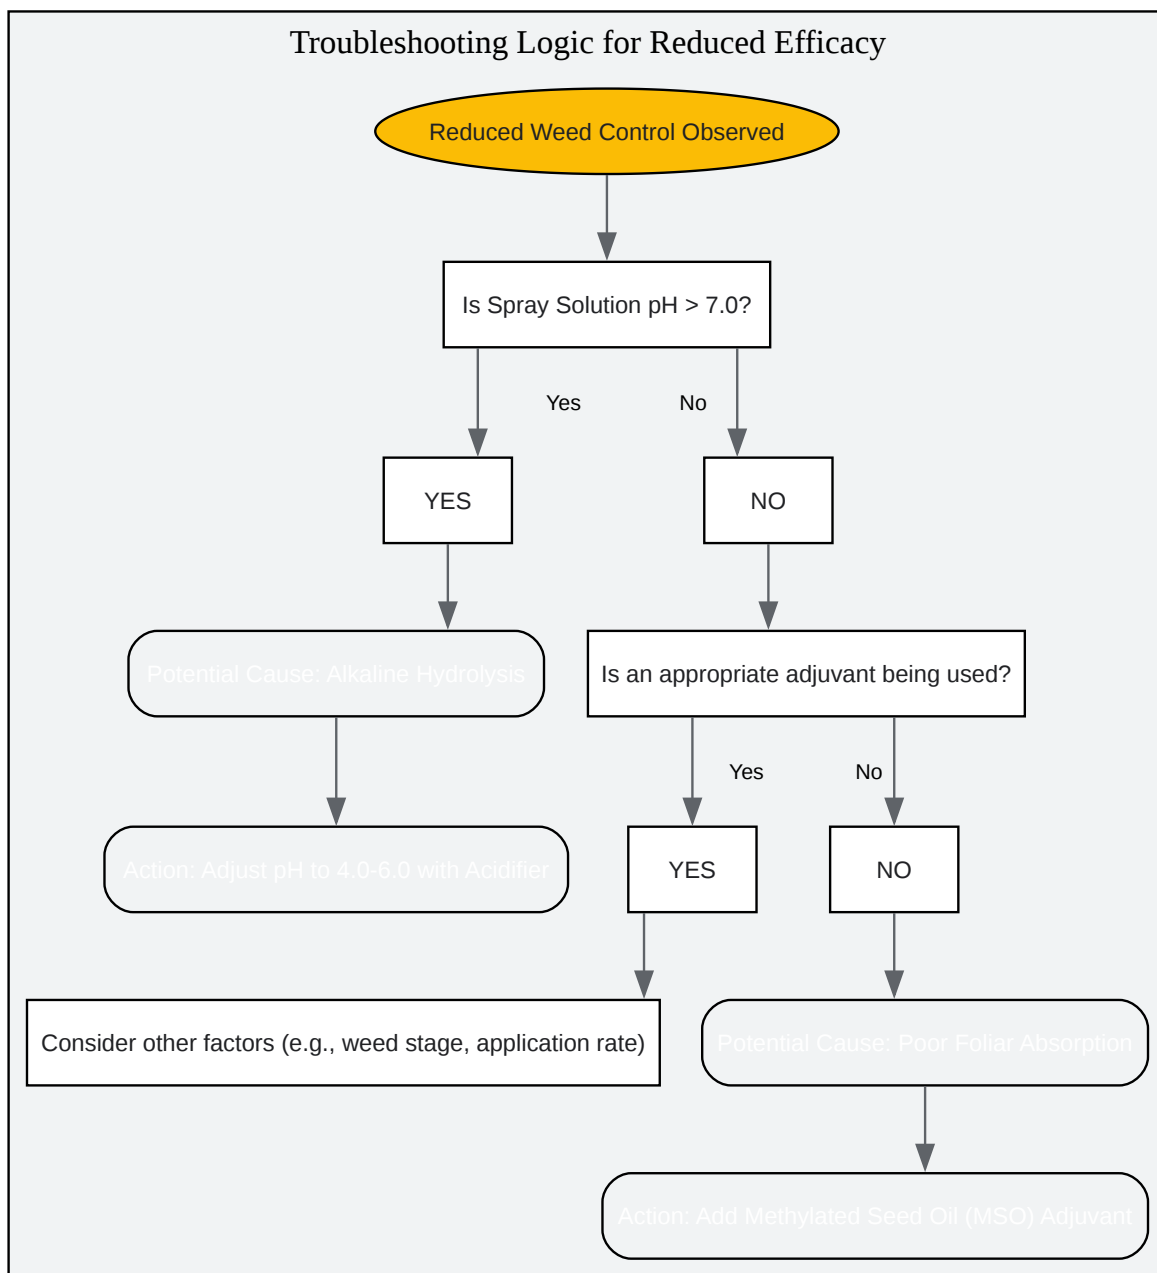 Troubleshooting Logic for Reduced Efficacy
Reduced Weed Control Observed
Is Spray Solution pH > 7.0?
Yes
No
YES
NO
Potential Cause: Alkaline Hydrolysis
Is an appropriate adjuvant being used?
Yes
No
Action: Adjust pH to 4.0-6.0 with Acidifier
YES
NO
Consider other factors (e.g., weed stage, application rate)
Potential Cause: Poor Foliar Absorption
Action: Add Methylated Seed Oil (MSO) Adjuvant